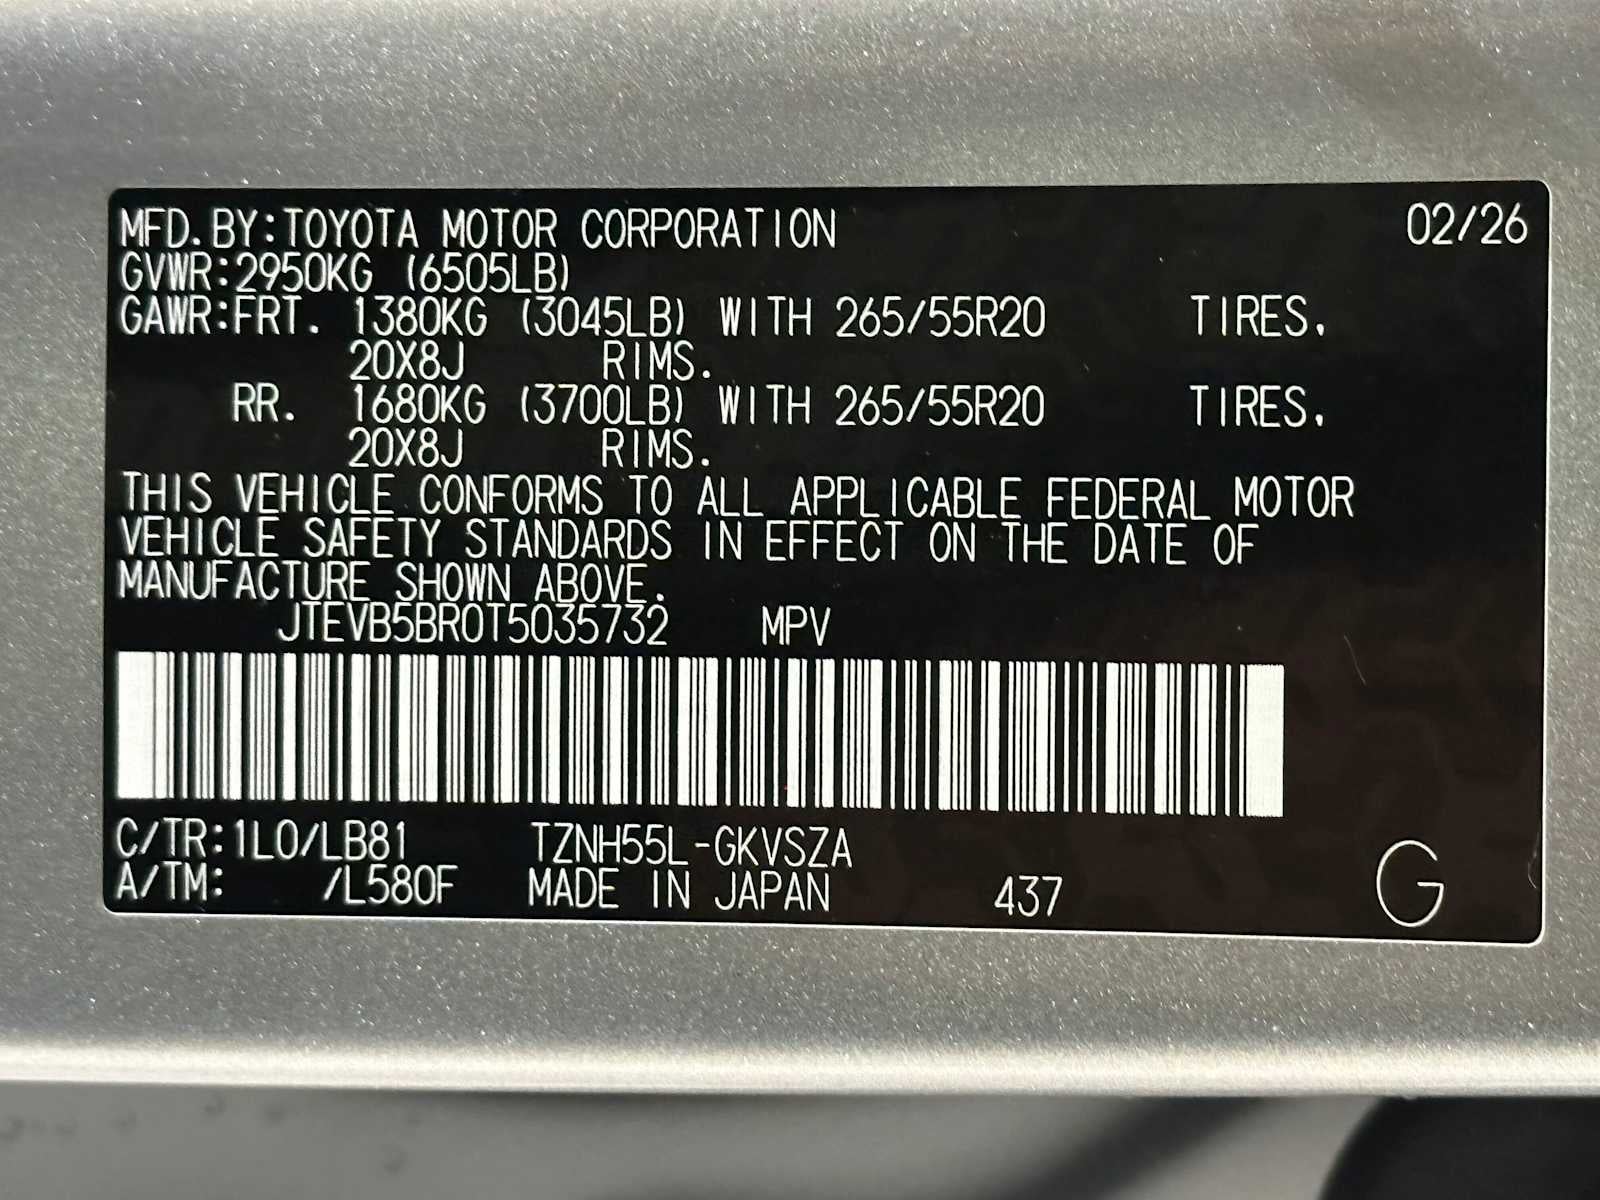 MFD.BY:TOYOTA MOTOR CORPORATION 02/26
GVWR:2950KG (6505LB)
GAWR:FRT. 1380KG (3045LB) WITH 265/55R20 TIRES.
20X8J RIMS.
RR. 1680KG (3700LB) WITH 265/55R20 TIRES.
20X8J RIMS.
THIS VEHICLE CONFORMS TO ALL APPLICABLE FEDERAL MOTOR
VEHICLE SAFETY STANDARDS IN EFFECT ON THE DATE OF
MANUFACTURE SHOWN ABOVE.
JTEVB5BR0T5035732 MPV
C/TR:1L0/LB81 TZNH55L-GKVSZA
A/TM: /L580F MADE IN JAPAN 437 G